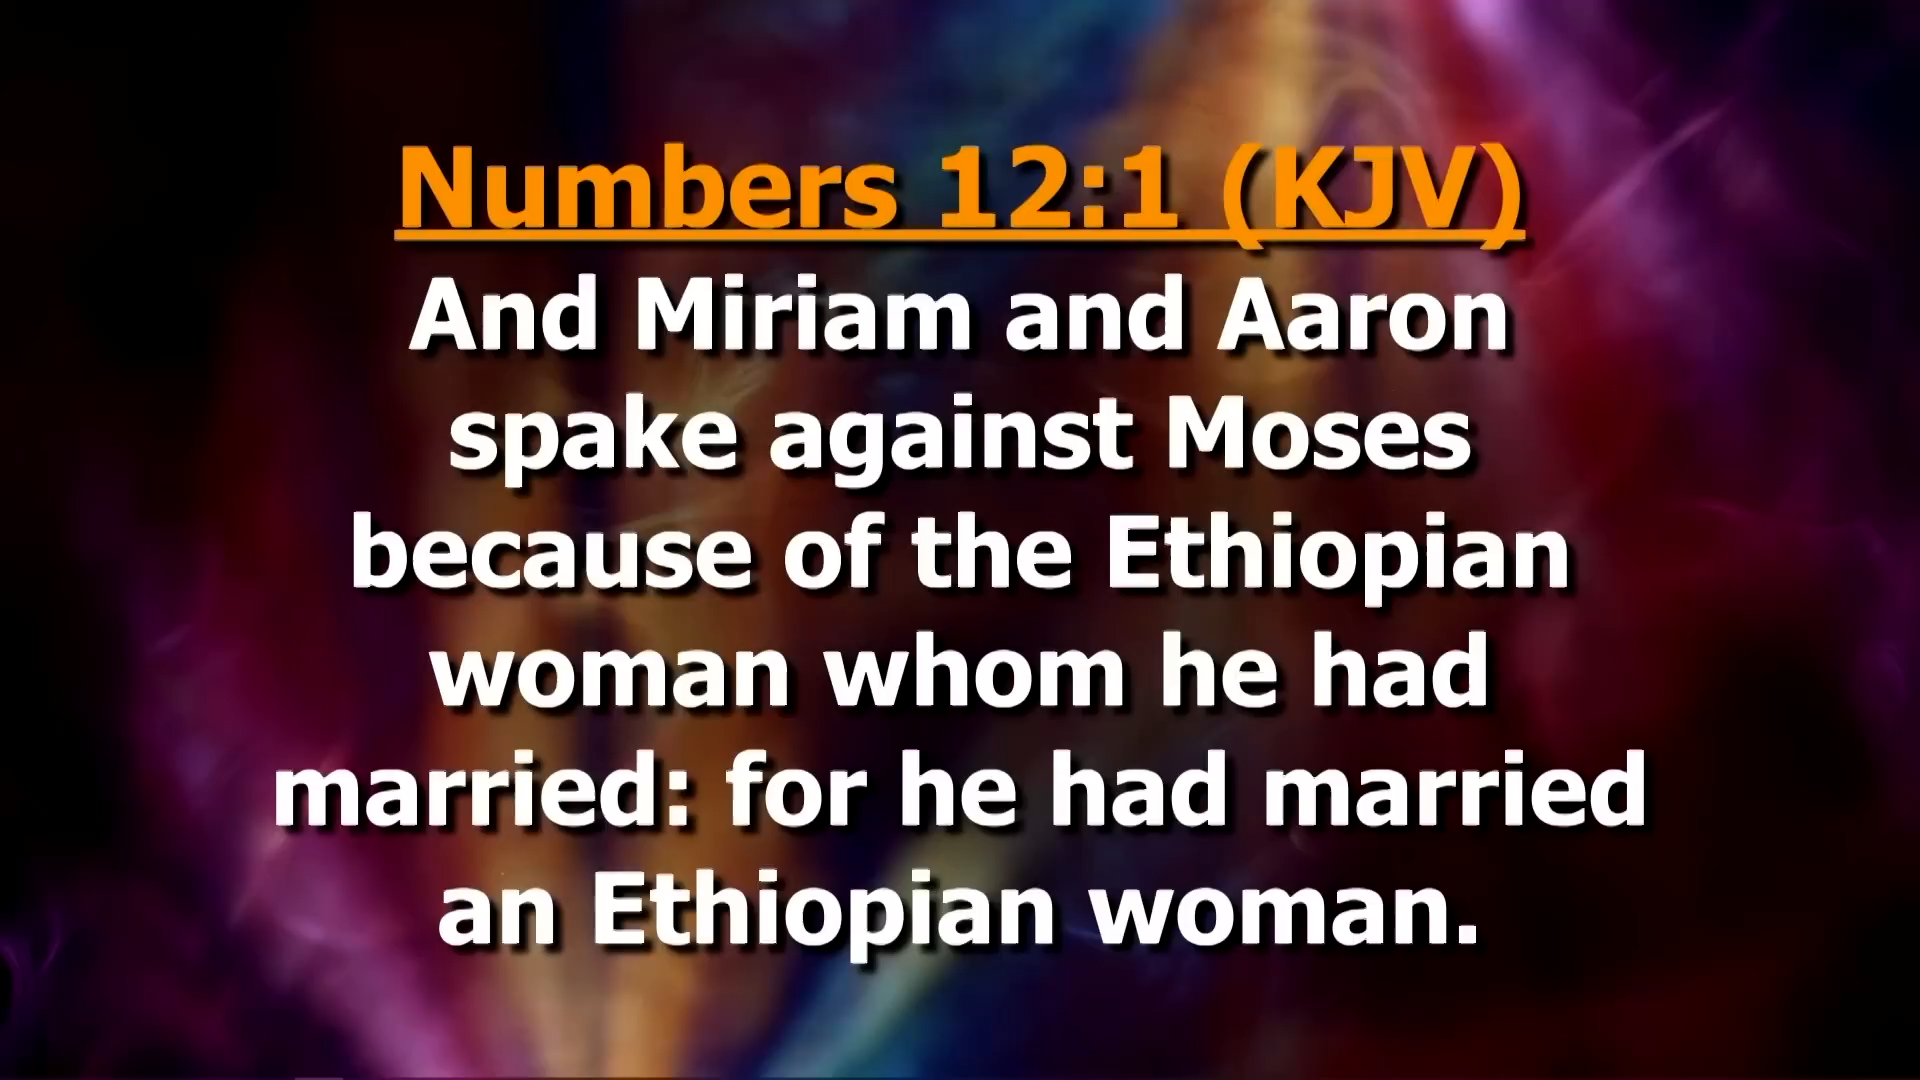 Numbers 12:1 (KJV)
And Miriam and Aaron
spake against Moses
because of the Ethiopian
woman whom he had
married: for he had married
an Ethiopian woman.